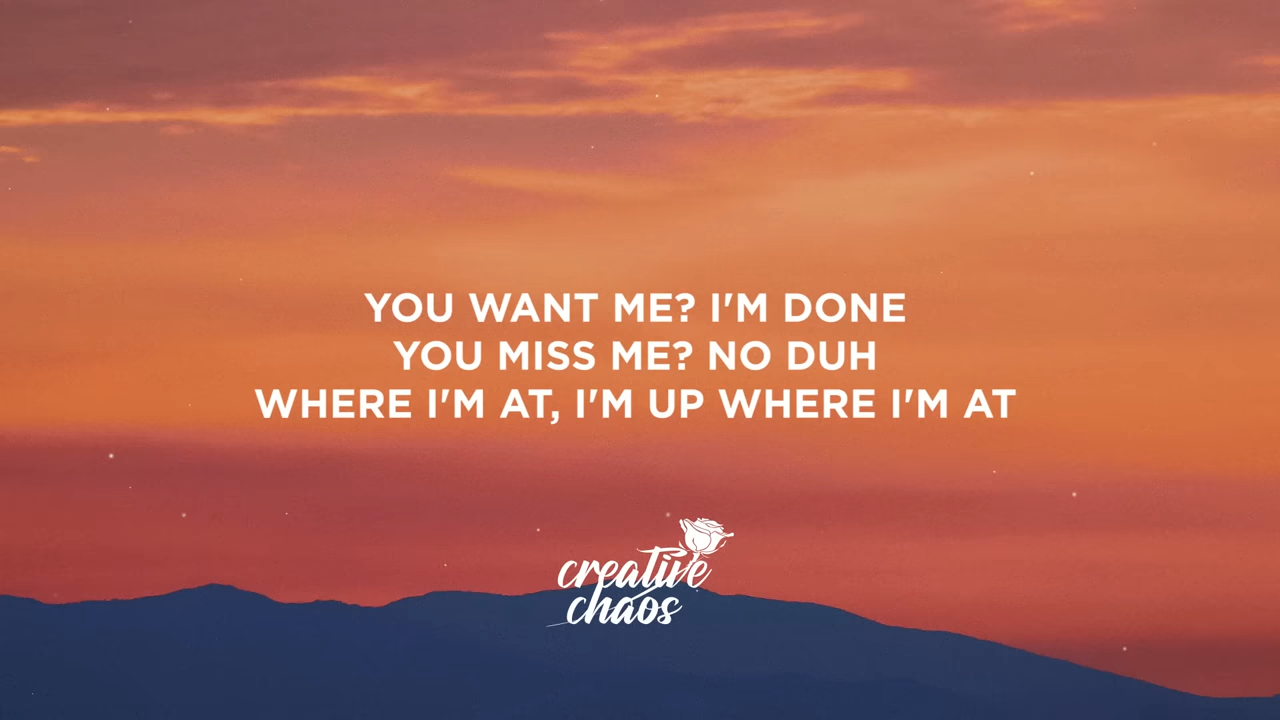 YOU WANT ME? I'M DONE
YOU MISS ME? NO DUH
WHERE I'M AT, I'M UP WHERE I'M AT
creative
chaos